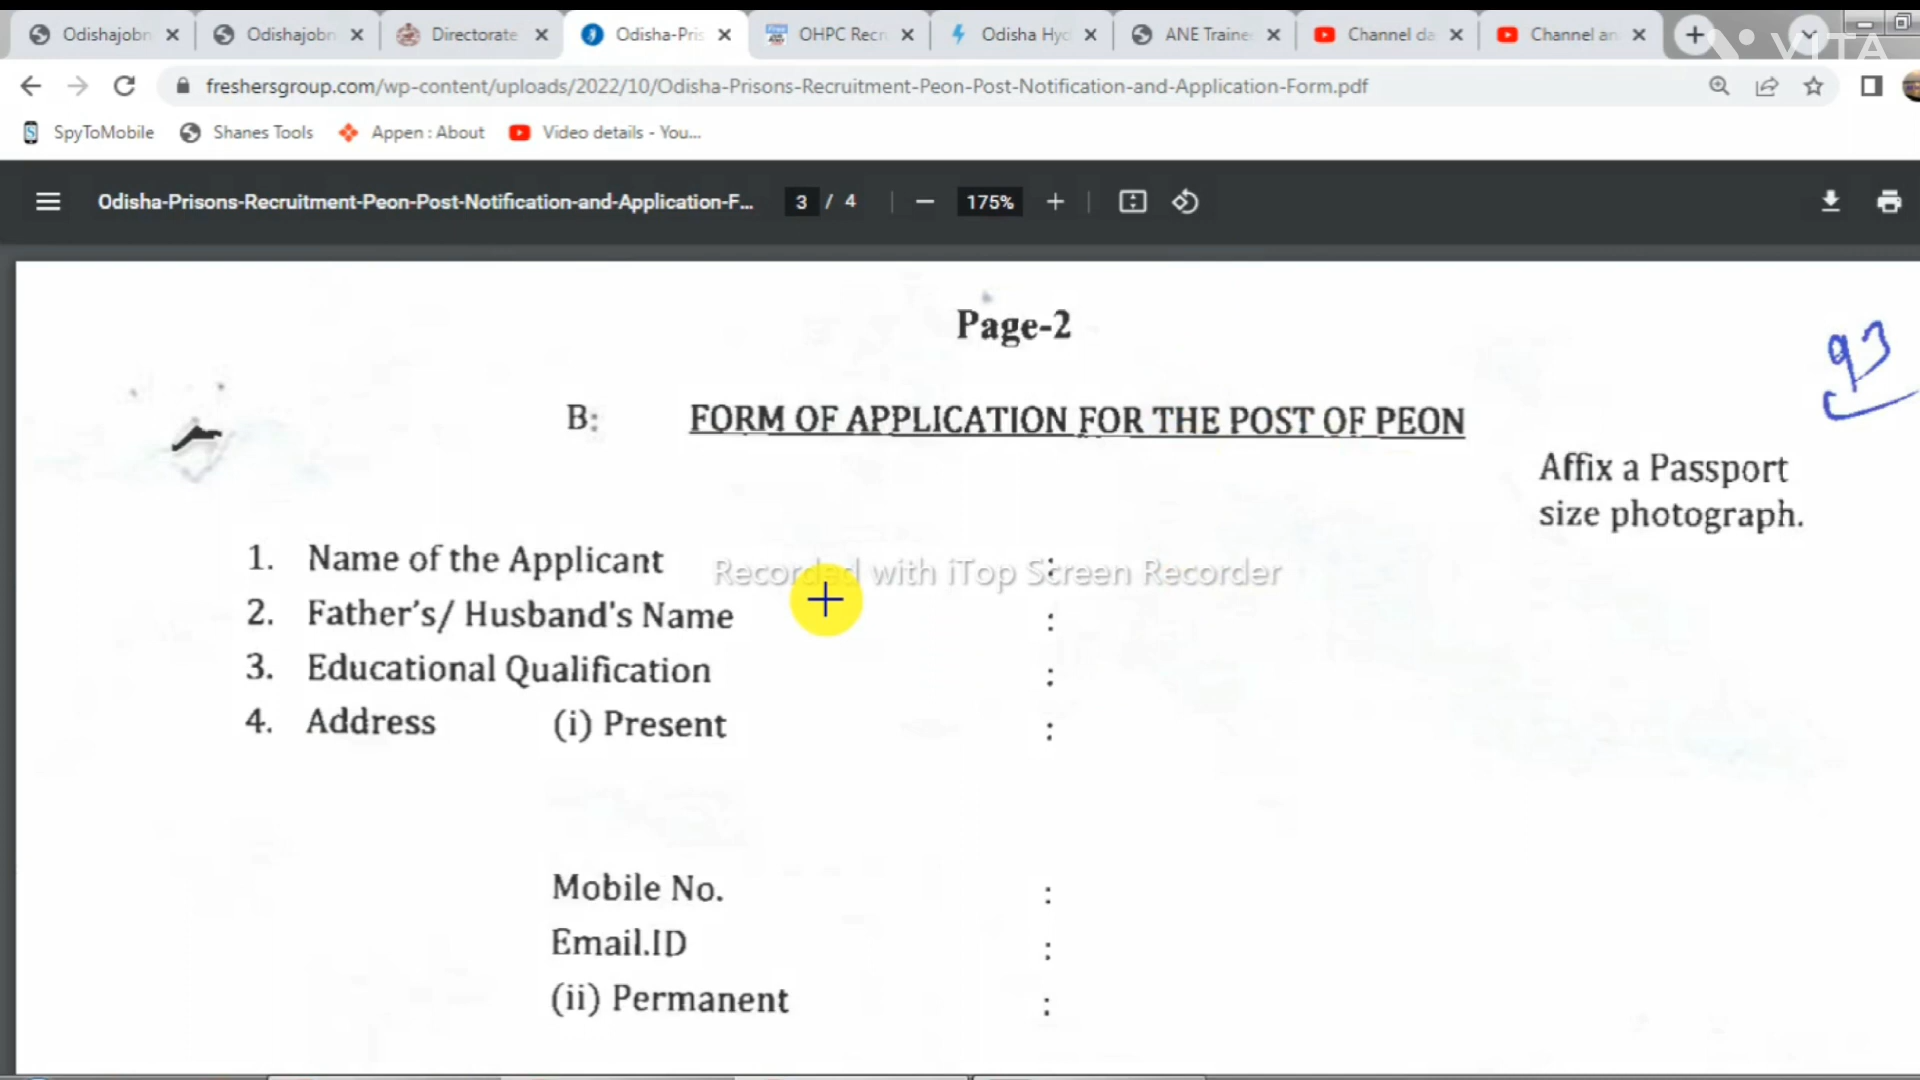 Odishajobn
Odishajobn
Directorate
Odisha-Pris
OHPC Recr
Odisha Hyd
ANE Traine
Channel da
Channel an
VITA
freshersgroup.com/wp-content/uploads/2022/10/Odisha-Prisons-Recruitment-Peon-Post-Notification-and-Application-Form.pdf
SpyToMobile
Shanes Tools
Appen : About
Video details - You...
Odisha-Prisons-Recruitment-Peon-Post-Notification-and-Application-F...
3 / 4
175%
Page-2
93
B: FORM OF APPLICATION FOR THE POST OF PEON
Affix a Passport
size photograph.
1. Name of the Applicant :
Recorded with iTop Screen Recorder
2. Father's/ Husband's Name :
3. Educational Qualification :
4. Address (i) Present :
Mobile No. :
Email.ID :
(ii) Permanent :